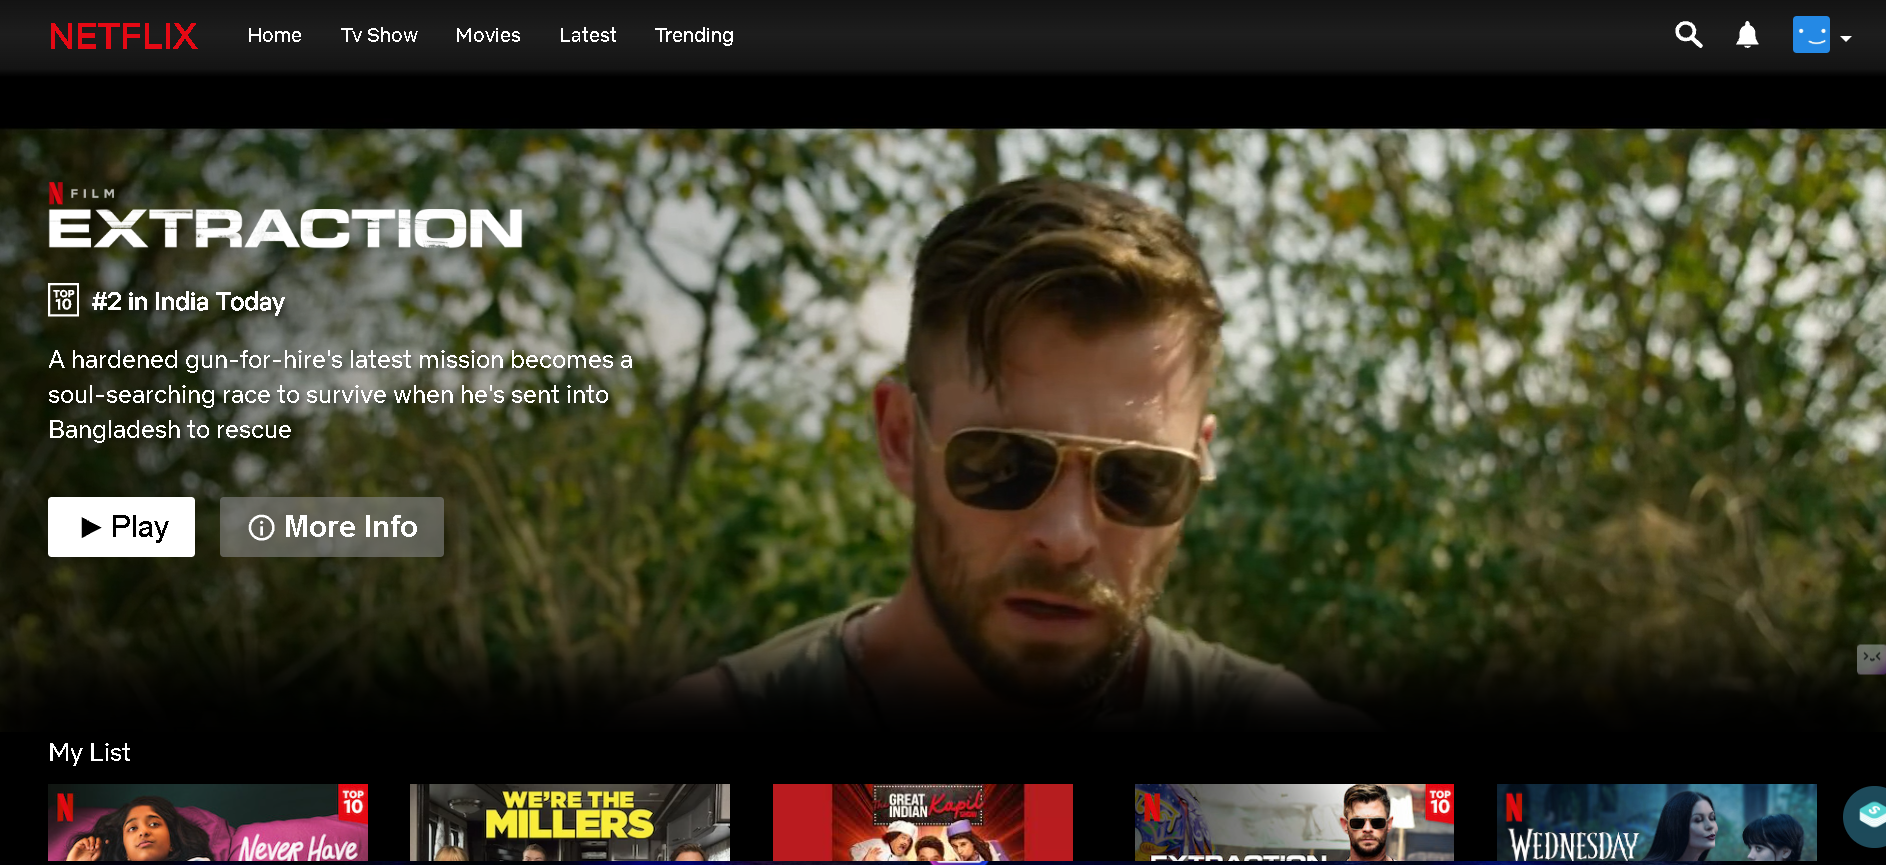 NETFLIX Home Tv Show Movies Latest Trending
N FILM
EXTRACTION
TOP 10 #2 in India Today
A hardened gun-for-hire's latest mission becomes a
soul-searching race to survive when he's sent into
Bangladesh to rescue
Play More Info
My List
N TOP 10
Never Have
WE'RE THE
MILLERS
GREAT
INDIAN Kapil
N TOP 10
EXTRACTION
N
WEDNESDAY